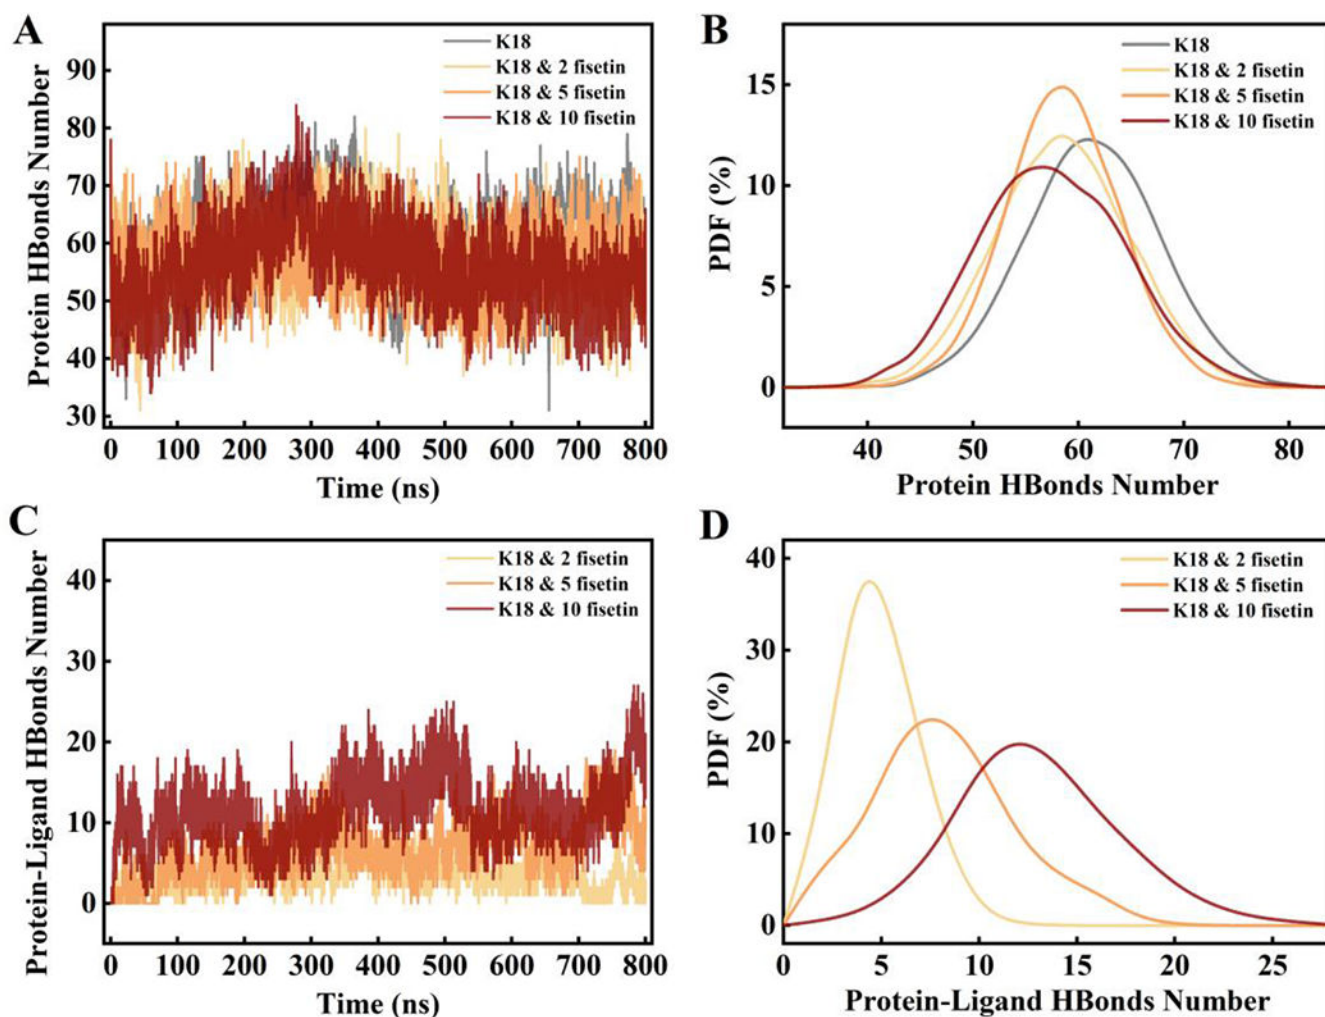 A
K18
K18 & 2 fisetin
K18 & 5 fisetin
K18 & 10 fisetin
Protein HBonds Number
90
80
70
60
50
40
30
0 100 200 300 400 500 600 700 800
Time (ns)
B
K18
K18 & 2 fisetin
K18 & 5 fisetin
K18 & 10 fisetin
PDF (%)
15
10
5
0
40 50 60 70 80
Protein HBonds Number
C
K18 & 2 fisetin
K18 & 5 fisetin
K18 & 10 fisetin
Protein-Ligand HBonds Number
40
30
20
10
0
0 100 200 300 400 500 600 700 800
Time (ns)
D
K18 & 2 fisetin
K18 & 5 fisetin
K18 & 10 fisetin
PDF (%)
40
30
20
10
0
0 5 10 15 20 25
Protein-Ligand HBonds Number